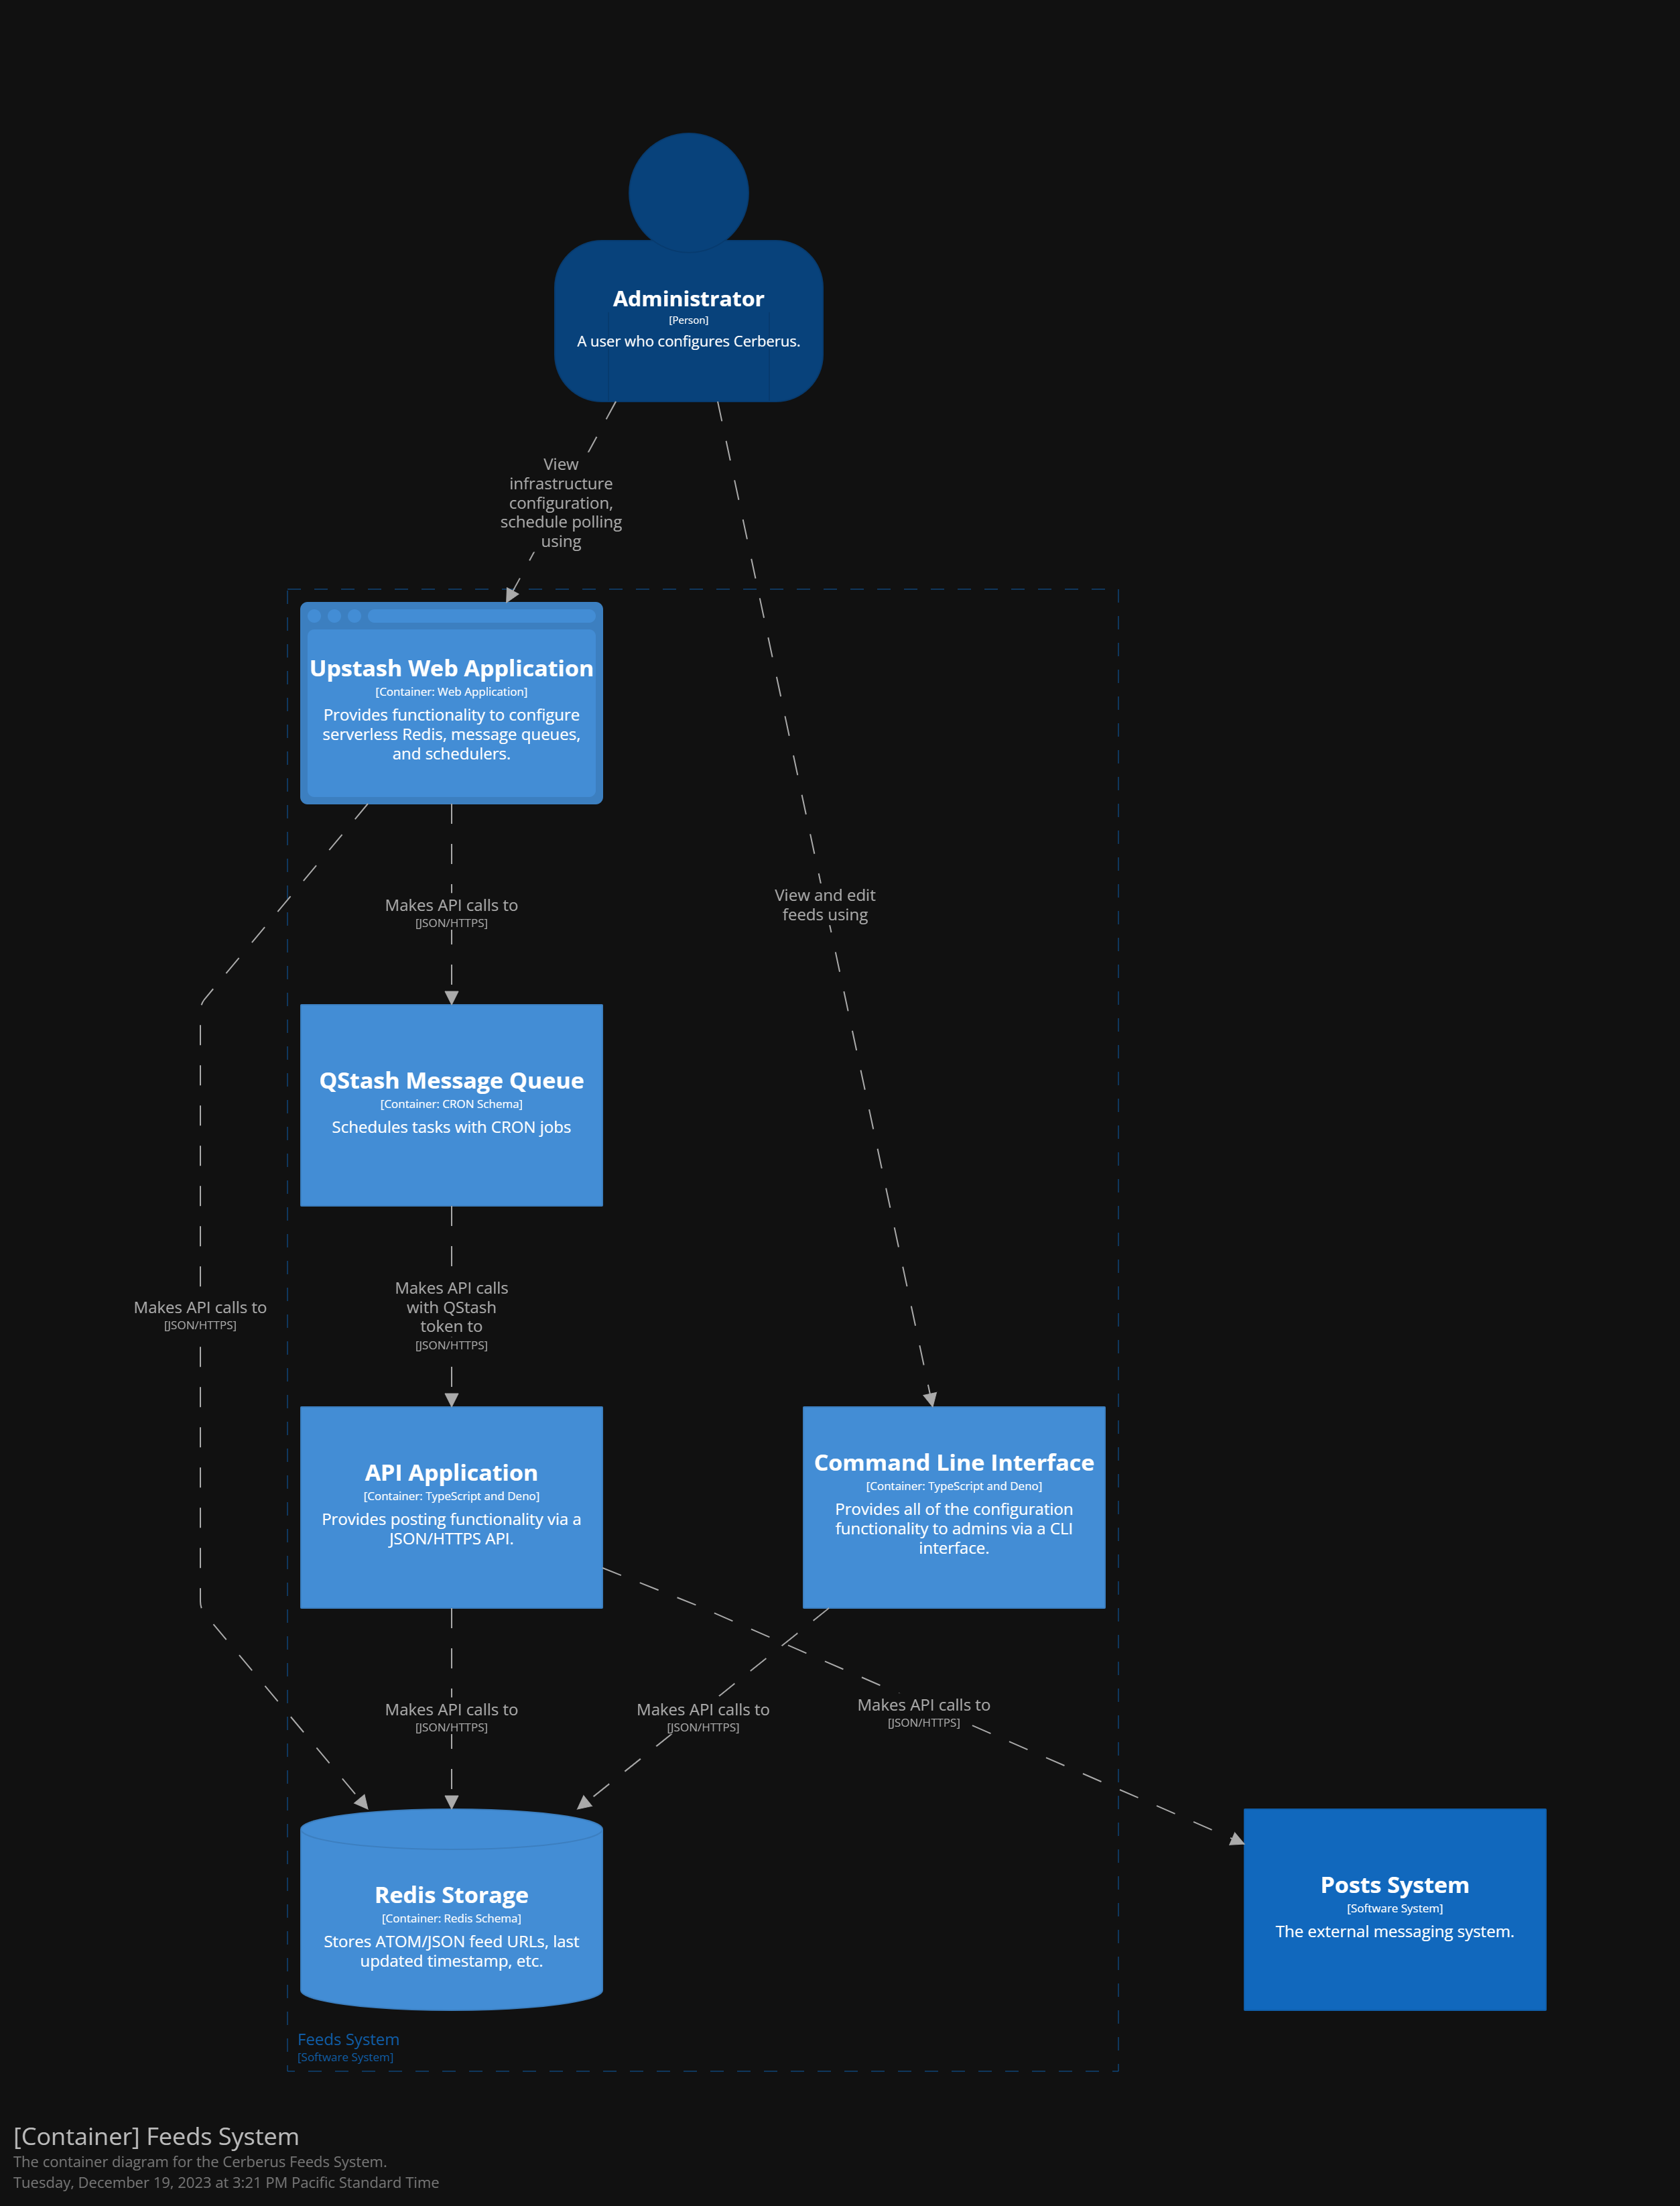 Administrator
[Person]
A user who configures Cerberus.
View
infrastructure
configuration,
schedule polling
using
Upstash Web Application
[Container: Web Application]
Provides functionality to configure
serverless Redis, message queues,
and schedulers.
Makes API calls to
[JSON/HTTPS]
View and edit
feeds using
QStash Message Queue
[Container: CRON Schema]
Schedules tasks with CRON jobs
Makes API calls to
[JSON/HTTPS]
Makes API calls
with QStash
token to
[JSON/HTTPS]
API Application
[Container: TypeScript and Deno]
Provides posting functionality via a
JSON/HTTPS API.
Command Line Interface
[Container: TypeScript and Deno]
Provides all of the configuration
functionality to admins via a CLI
interface.
Makes API calls to
[JSON/HTTPS]
Makes API calls to
[JSON/HTTPS]
Makes API calls to
[JSON/HTTPS]
Redis Storage
[Container: Redis Schema]
Stores ATOM/JSON feed URLs, last
updated timestamp, etc.
Posts System
[Software System]
The external messaging system.
Feeds System
[Software System]
[Container] Feeds System
The container diagram for the Cerberus Feeds System.
Tuesday, December 19, 2023 at 3:21 PM Pacific Standard Time